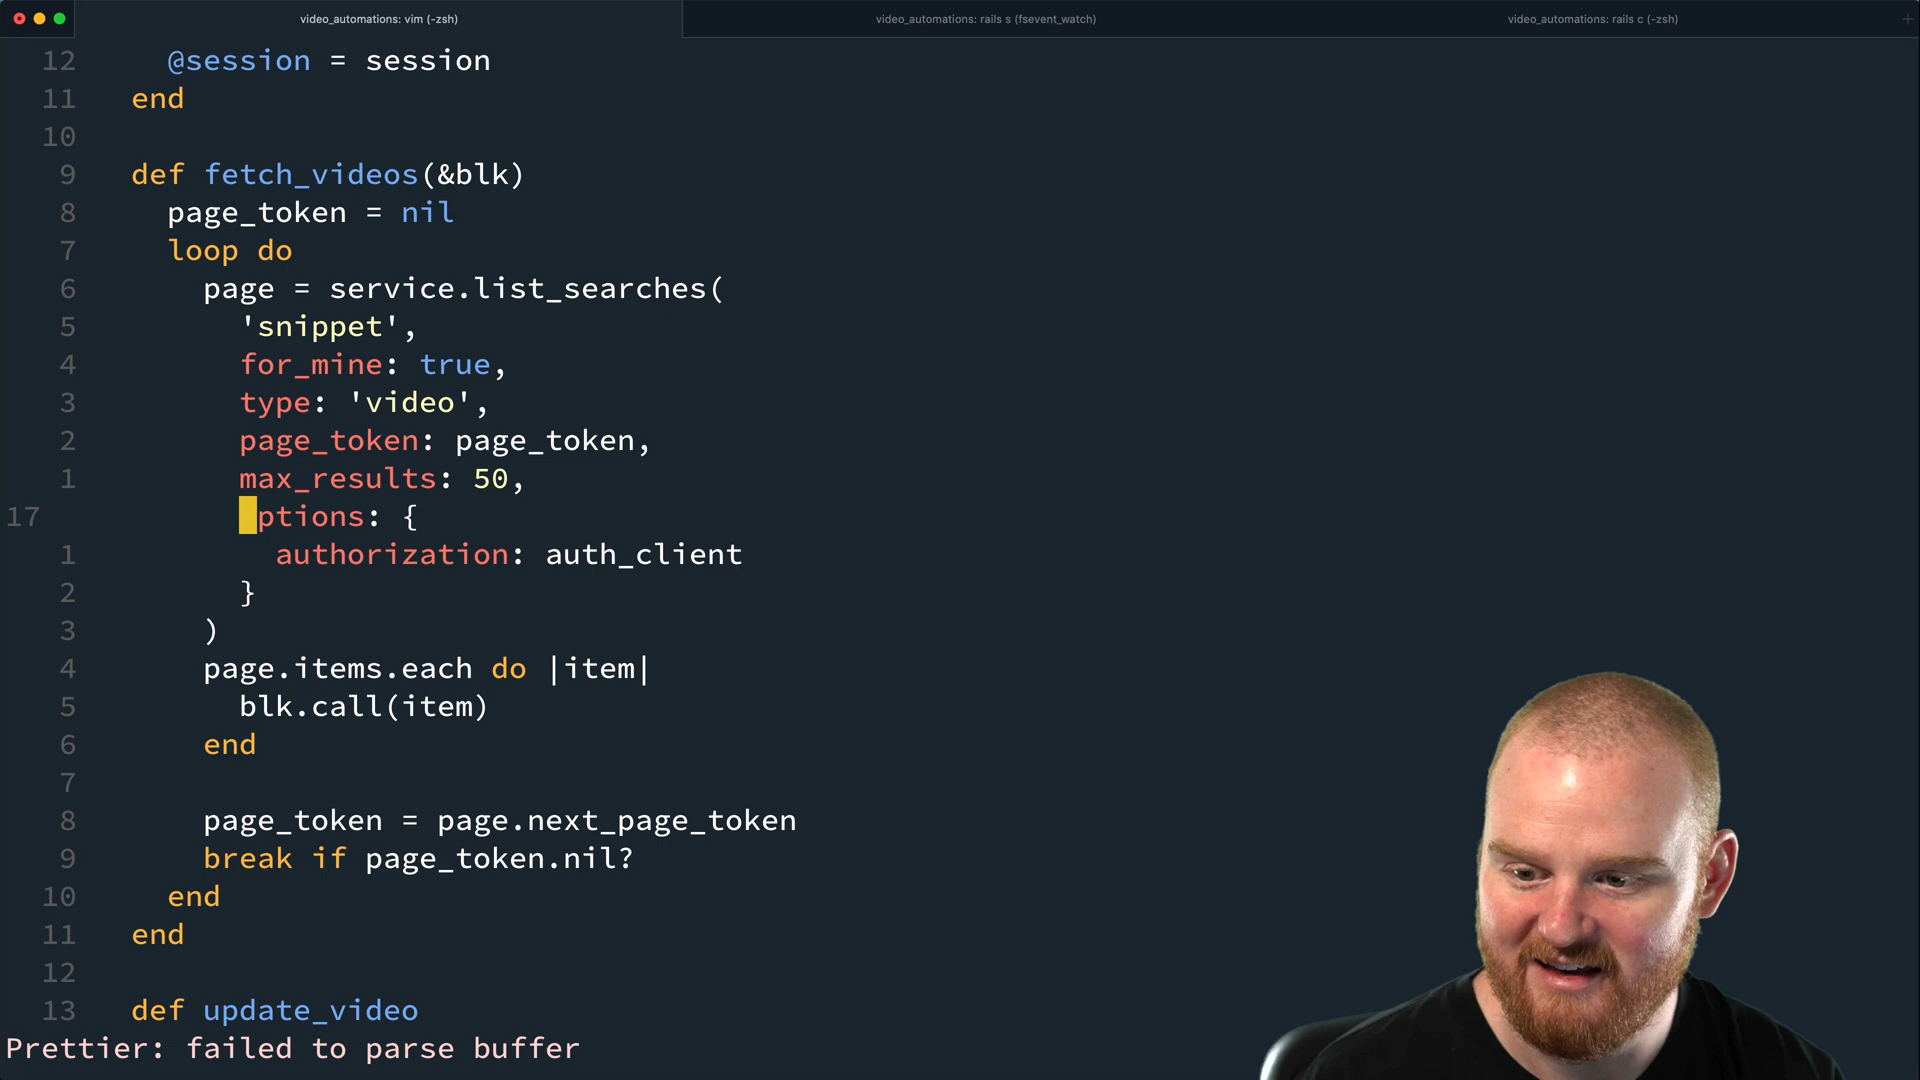 video_automations: vim (-zsh)
video_automations: rails s (fsevent_watch)
video_automations: rails c (-zsh)
12 @session = session
11 end
10
9 def fetch_videos(&blk)
8 page_token = nil
7 loop do
6 page = service.list_searches(
5 'snippet',
4 for_mine: true,
3 type: 'video',
2 page_token: page_token,
1 max_results: 50,
17 ptions: {
1 authorization: auth_client
2 }
3 )
4 page.items.each do |item|
5 blk.call(item)
6 end
7
8 page_token = page.next_page_token
9 break if page_token.nil?
10 end
11 end
12
13 def update_video
Prettier: failed to parse buffer